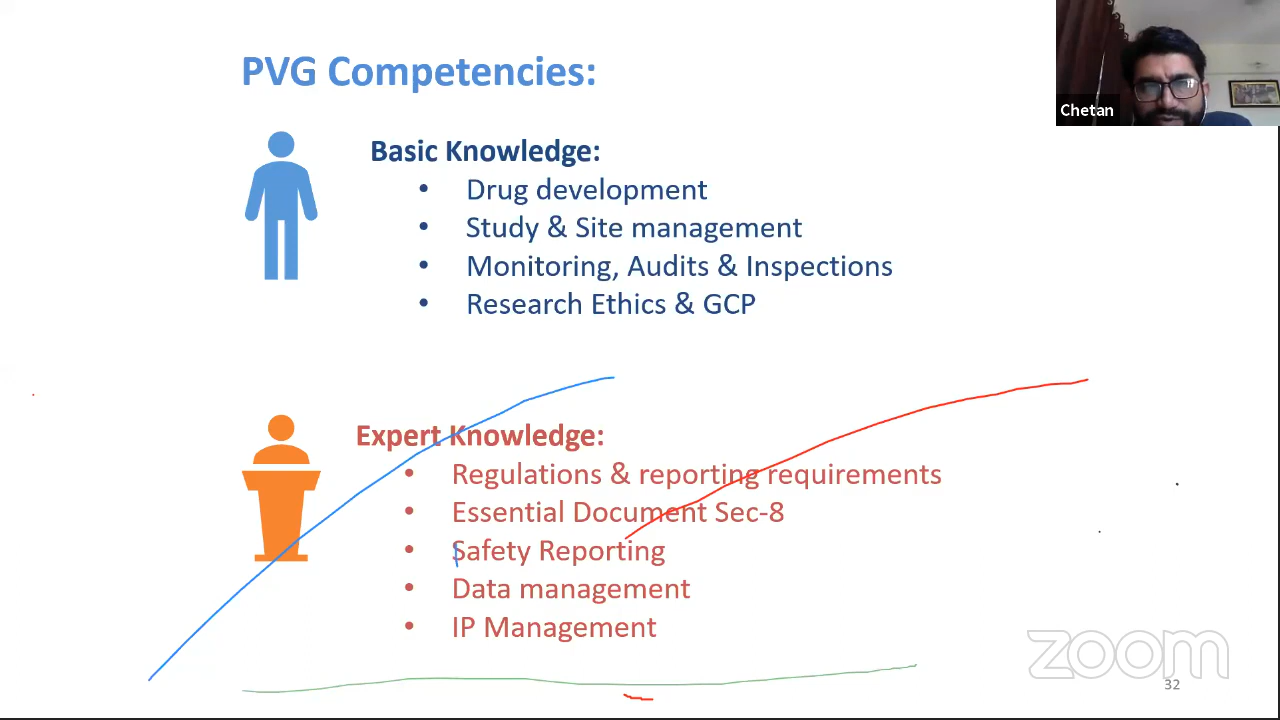 PVG Competencies:
Chetan
Basic Knowledge:
• Drug development
• Study & Site management
• Monitoring, Audits & Inspections
• Research Ethics & GCP
Expert Knowledge:
• Regulations & reporting requirements
• Essential Document Sec-8
• Safety Reporting
• Data management
• IP Management
zoom
32